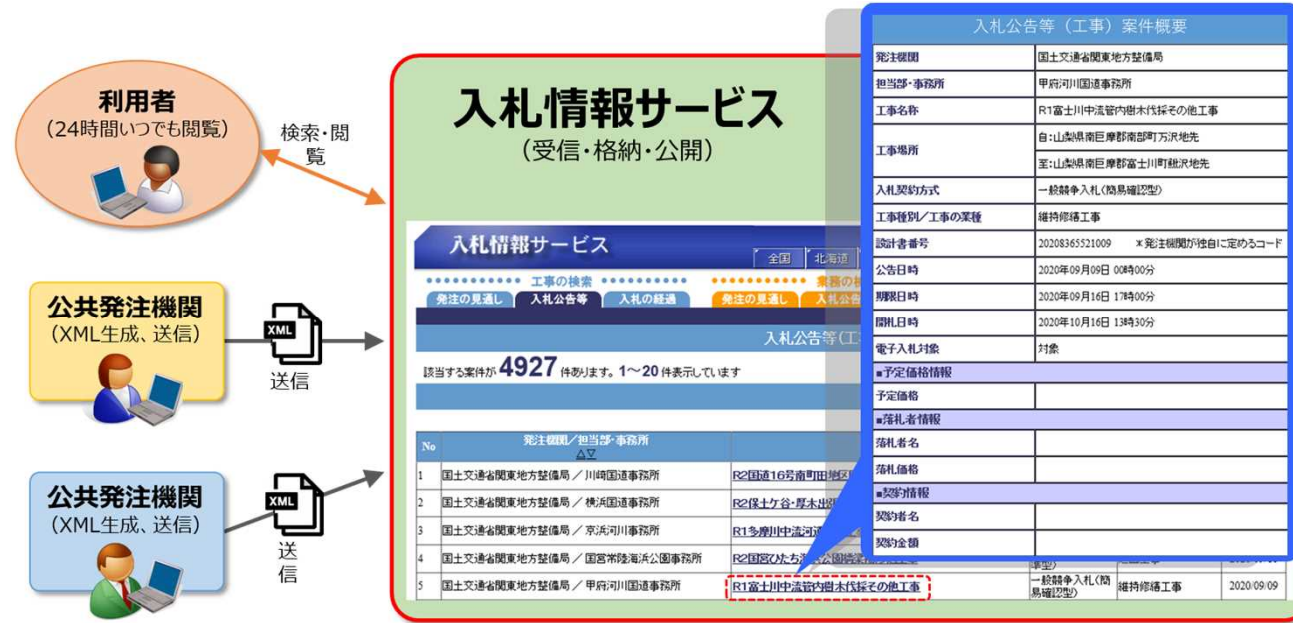 利用者
(24時間いつでも閲覧)
検索・閲
覧
公共発注機関
(XML生成、送信)
XML
送信
公共発注機関
(XML生成、送信)
XML
送
信
入札情報サービス
(受信・格納・公開)
入札情報サービス
全国 北海道
工事の検索
業務の検
発注の見通し 入札公告等 入札の経過 発注の見通し 入札公告
入札公告等(工
該当する案件が 4927 件あります。1～20 件表示しています
No 発注機関/担当部・事務所
△▽
1 国土交通省関東地方整備局 / 川崎国道事務所 R2国道16号南町田地区
2 国土交通省関東地方整備局 / 横浜国道事務所 R2保土ケ谷・厚木出張
3 国土交通省関東地方整備局 / 京浜河川事務所 R1多摩川中流河道
4 国土交通省関東地方整備局 / 国営常陸海浜公園事務所 R2国営ひたち海浜公園
5 国土交通省関東地方整備局 / 甲府河川国道事務所 R1富士川中流管内樹木伐採その他工事 一般競争入札(簡
易確認型) 維持修繕工事 2020/09/09
入札公告等（工事）案件概要
発注機関 国土交通省関東地方整備局
担当部・事務所 甲府河川国道事務所
工事名称 R1富士川中流管内樹木伐採その他工事
工事場所 自:山梨県南巨摩郡南部町万沢地先
至:山梨県南巨摩郡富士川町鰍沢地先
入札契約方式 一般競争入札(簡易確認型)
工事種別/工事の業種 維持修繕工事
設計書番号 20208365521009 *発注機関が独自に定めるコード
公告日時 2020年09月09日 00時00分
期限日時 2020年09月16日 17時00分
開札日時 2020年10月16日 13時30分
電子入札対象 対象
■予定価格情報
予定価格
■落札者情報
落札者名
落札価格
■契約情報
契約者名
契約金額